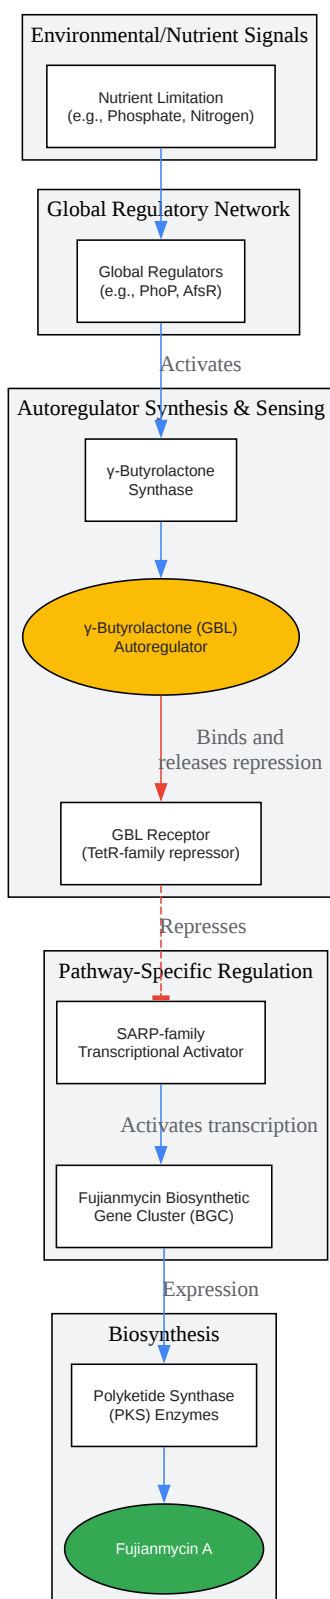 Environmental/Nutrient Signals
Nutrient Limitation
(e.g., Phosphate, Nitrogen)
Global Regulatory Network
Global Regulators
(e.g., PhoP, AfsR)
Activates
Autoregulator Synthesis & Sensing
γ-Butyrolactone
Synthase
γ-Butyrolactone (GBL)
Autoregulator
Binds and
releases repression
GBL Receptor
(TetR-family repressor)
Represses
Pathway-Specific Regulation
SARP-family
Transcriptional Activator
Activates transcription
Fujianmycin Biosynthetic
Gene Cluster (BGC)
Expression
Biosynthesis
Polyketide Synthase
(PKS) Enzymes
Fujianmycin A